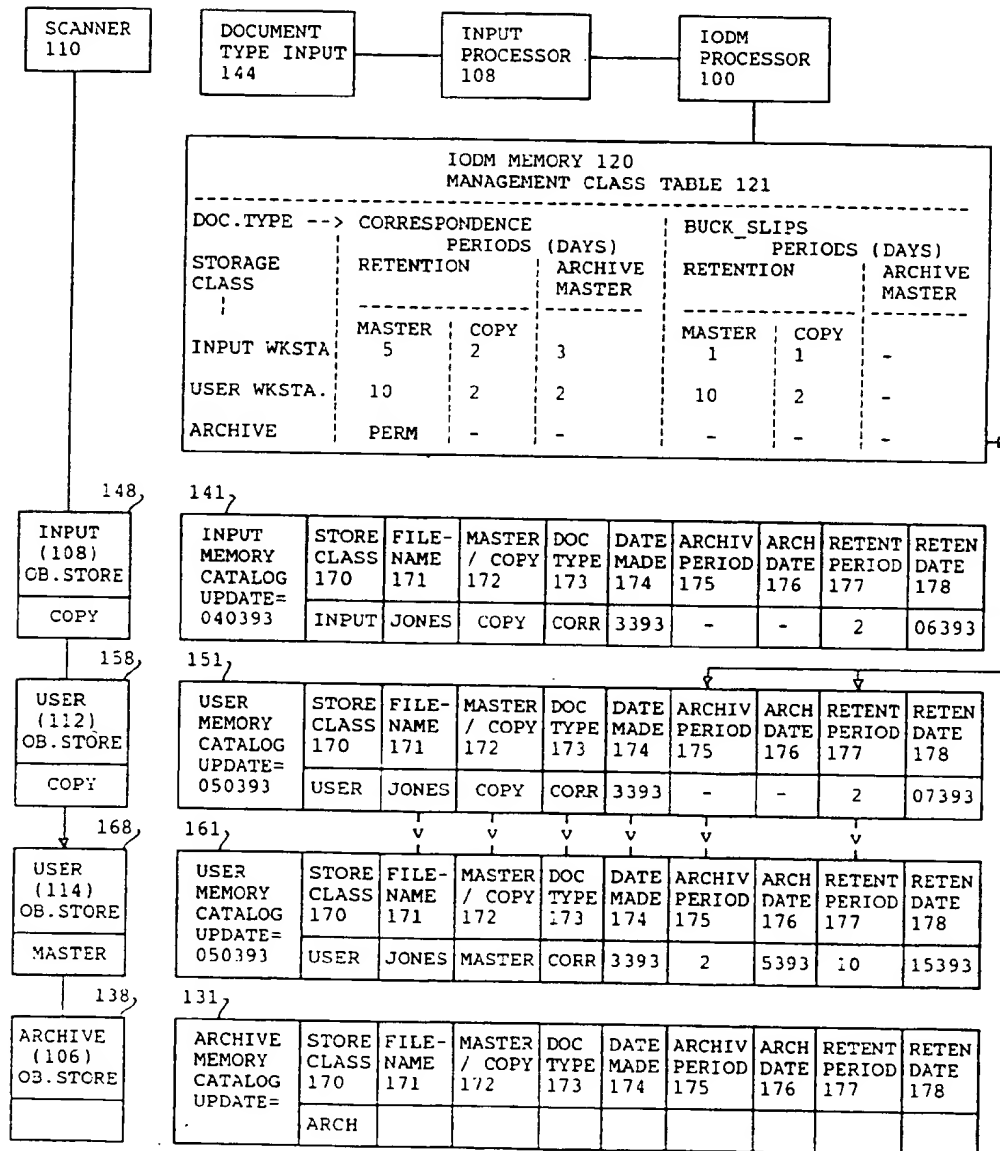 SCANNER
110
DOCUMENT
TYPE INPUT
144
INPUT
PROCESSOR
108
IODM
PROCESSOR
100
IODM MEMORY 120
MANAGEMENT CLASS TABLE 121
DOC.TYPE --> CORRESPONDENCE BUCK_SLIPS
PERIODS (DAYS) PERIODS (DAYS)
STORAGE RETENTION ARCHIVE RETENTION ARCHIVE
CLASS MASTER MASTER
MASTER COPY MASTER COPY
INPUT WKSTA 5 2 3 1 1 -
USER WKSTA. 10 2 2 10 2 -
ARCHIVE PERM - - - - -
148 141
INPUT
(108)
OB.STORE
COPY
INPUT
MEMORY
CATALOG
UPDATE=
040393
STORE FILE- MASTER DOC DATE ARCHIV ARCH RETENT RETEN
CLASS NAME / COPY TYPE MADE PERIOD DATE PERIOD DATE
170 171 172 173 174 175 176 177 178
INPUT JONES COPY CORR 3393 - - 2 06393
158 151
USER
(112)
OB.STORE
COPY
USER
MEMORY
CATALOG
UPDATE=
050393
STORE FILE- MASTER DOC DATE ARCHIV ARCH RETENT RETEN
CLASS NAME / COPY TYPE MADE PERIOD DATE PERIOD DATE
170 171 172 173 174 175 176 177 178
USER JONES COPY CORR 3393 - - 2 07393
168 161
USER
(114)
OB.STORE
MASTER
USER
MEMORY
CATALOG
UPDATE=
050393
STORE FILE- MASTER DOC DATE ARCHIV ARCH RETENT RETEN
CLASS NAME / COPY TYPE MADE PERIOD DATE PERIOD DATE
170 171 172 173 174 175 176 177 178
USER JONES MASTER CORR 3393 2 5393 10 15393
138 131
ARCHIVE
(106)
OB.STORE
ARCHIVE
MEMORY
CATALOG
UPDATE=
STORE FILE- MASTER DOC DATE ARCHIV ARCH RETENT RETEN
CLASS NAME / COPY TYPE MADE PERIOD DATE PERIOD DATE
170 171 172 173 174 175 176 177 178
ARCH